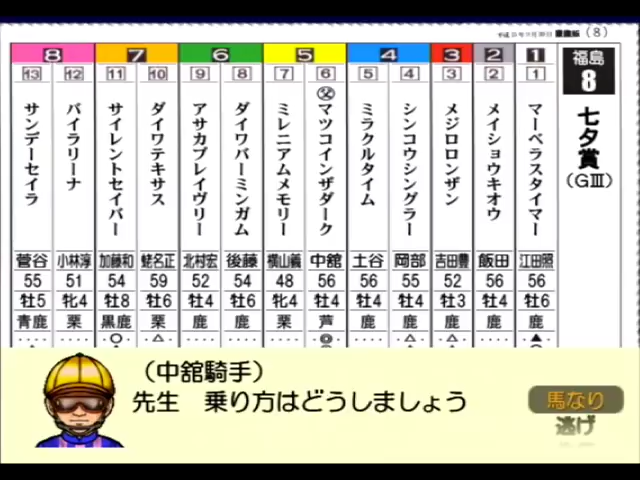 (8)
福島
8
七夕賞
(GⅢ)
8 7 6 5 4 3 2 1
13 12 11 10 9 8 7 6 5 4 3 2 1
父
サンデーセイラ
バイラリーナ
サイレントセイバー
ダイワテキサス
アサカブレイヴリー
ダイワバーミンガム
ミレニアムメモリー
マツコインザダーク
ミラクルタイム
シンコウシングラー
メジロロンザン
メイショウキオウ
マーベラスタイマー
菅谷 小林淳 加藤和 蛯名正 北村宏 後藤 横山義 中舘 土谷 岡部 吉田豊 飯田 江田照
55 51 54 59 52 54 48 56 56 55 52 56 56
牡5 牝4 牡8 牡6 牡4 牡6 牝4 牡4 牡4 牡4 牡3 牡6 牡4
青鹿 栗 黒鹿 栗 鹿 鹿 栗 芦 鹿 鹿 鹿 鹿 鹿
(中舘騎手)
先生 乗り方はどうしましょう
馬なり
逃げ